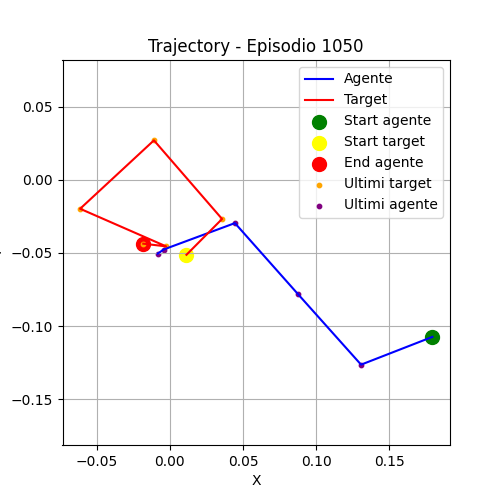 Trajectory - Episodio 1050
Agente
Target
Start agente
Start target
End agente
Ultimi target
Ultimi agente
0.05
0.00
−0.05
−0.10
−0.15
−0.05
0.00
0.05
0.10
0.15
X